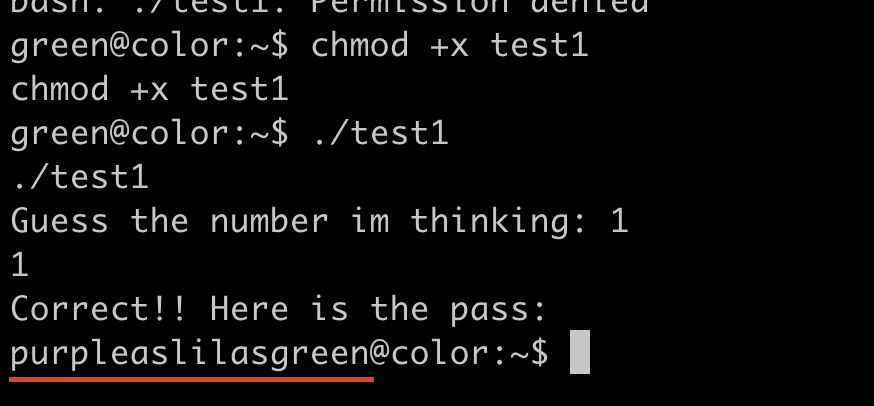 bash: ./test1: Permission denied
green@color:~$ chmod +x test1
chmod +x test1
green@color:~$ ./test1
./test1
Guess the number im thinking: 1
1
Correct!! Here is the pass:
purpleaslilasgreen@color:~$